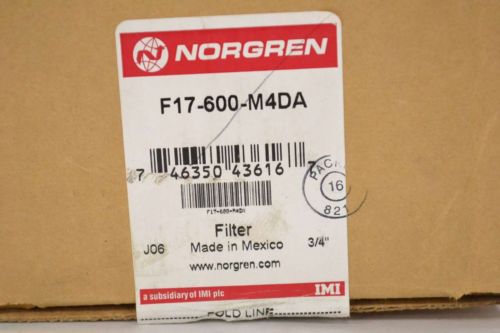 NORGREN
F17-600-M4DA
7 46350 43616 7
F17-600-M4DA
PAC
16
821
Filter
J06 Made in Mexico 3/4"
www.norgren.com
a subsidiary of IMI plc IMI
FOLD LINE